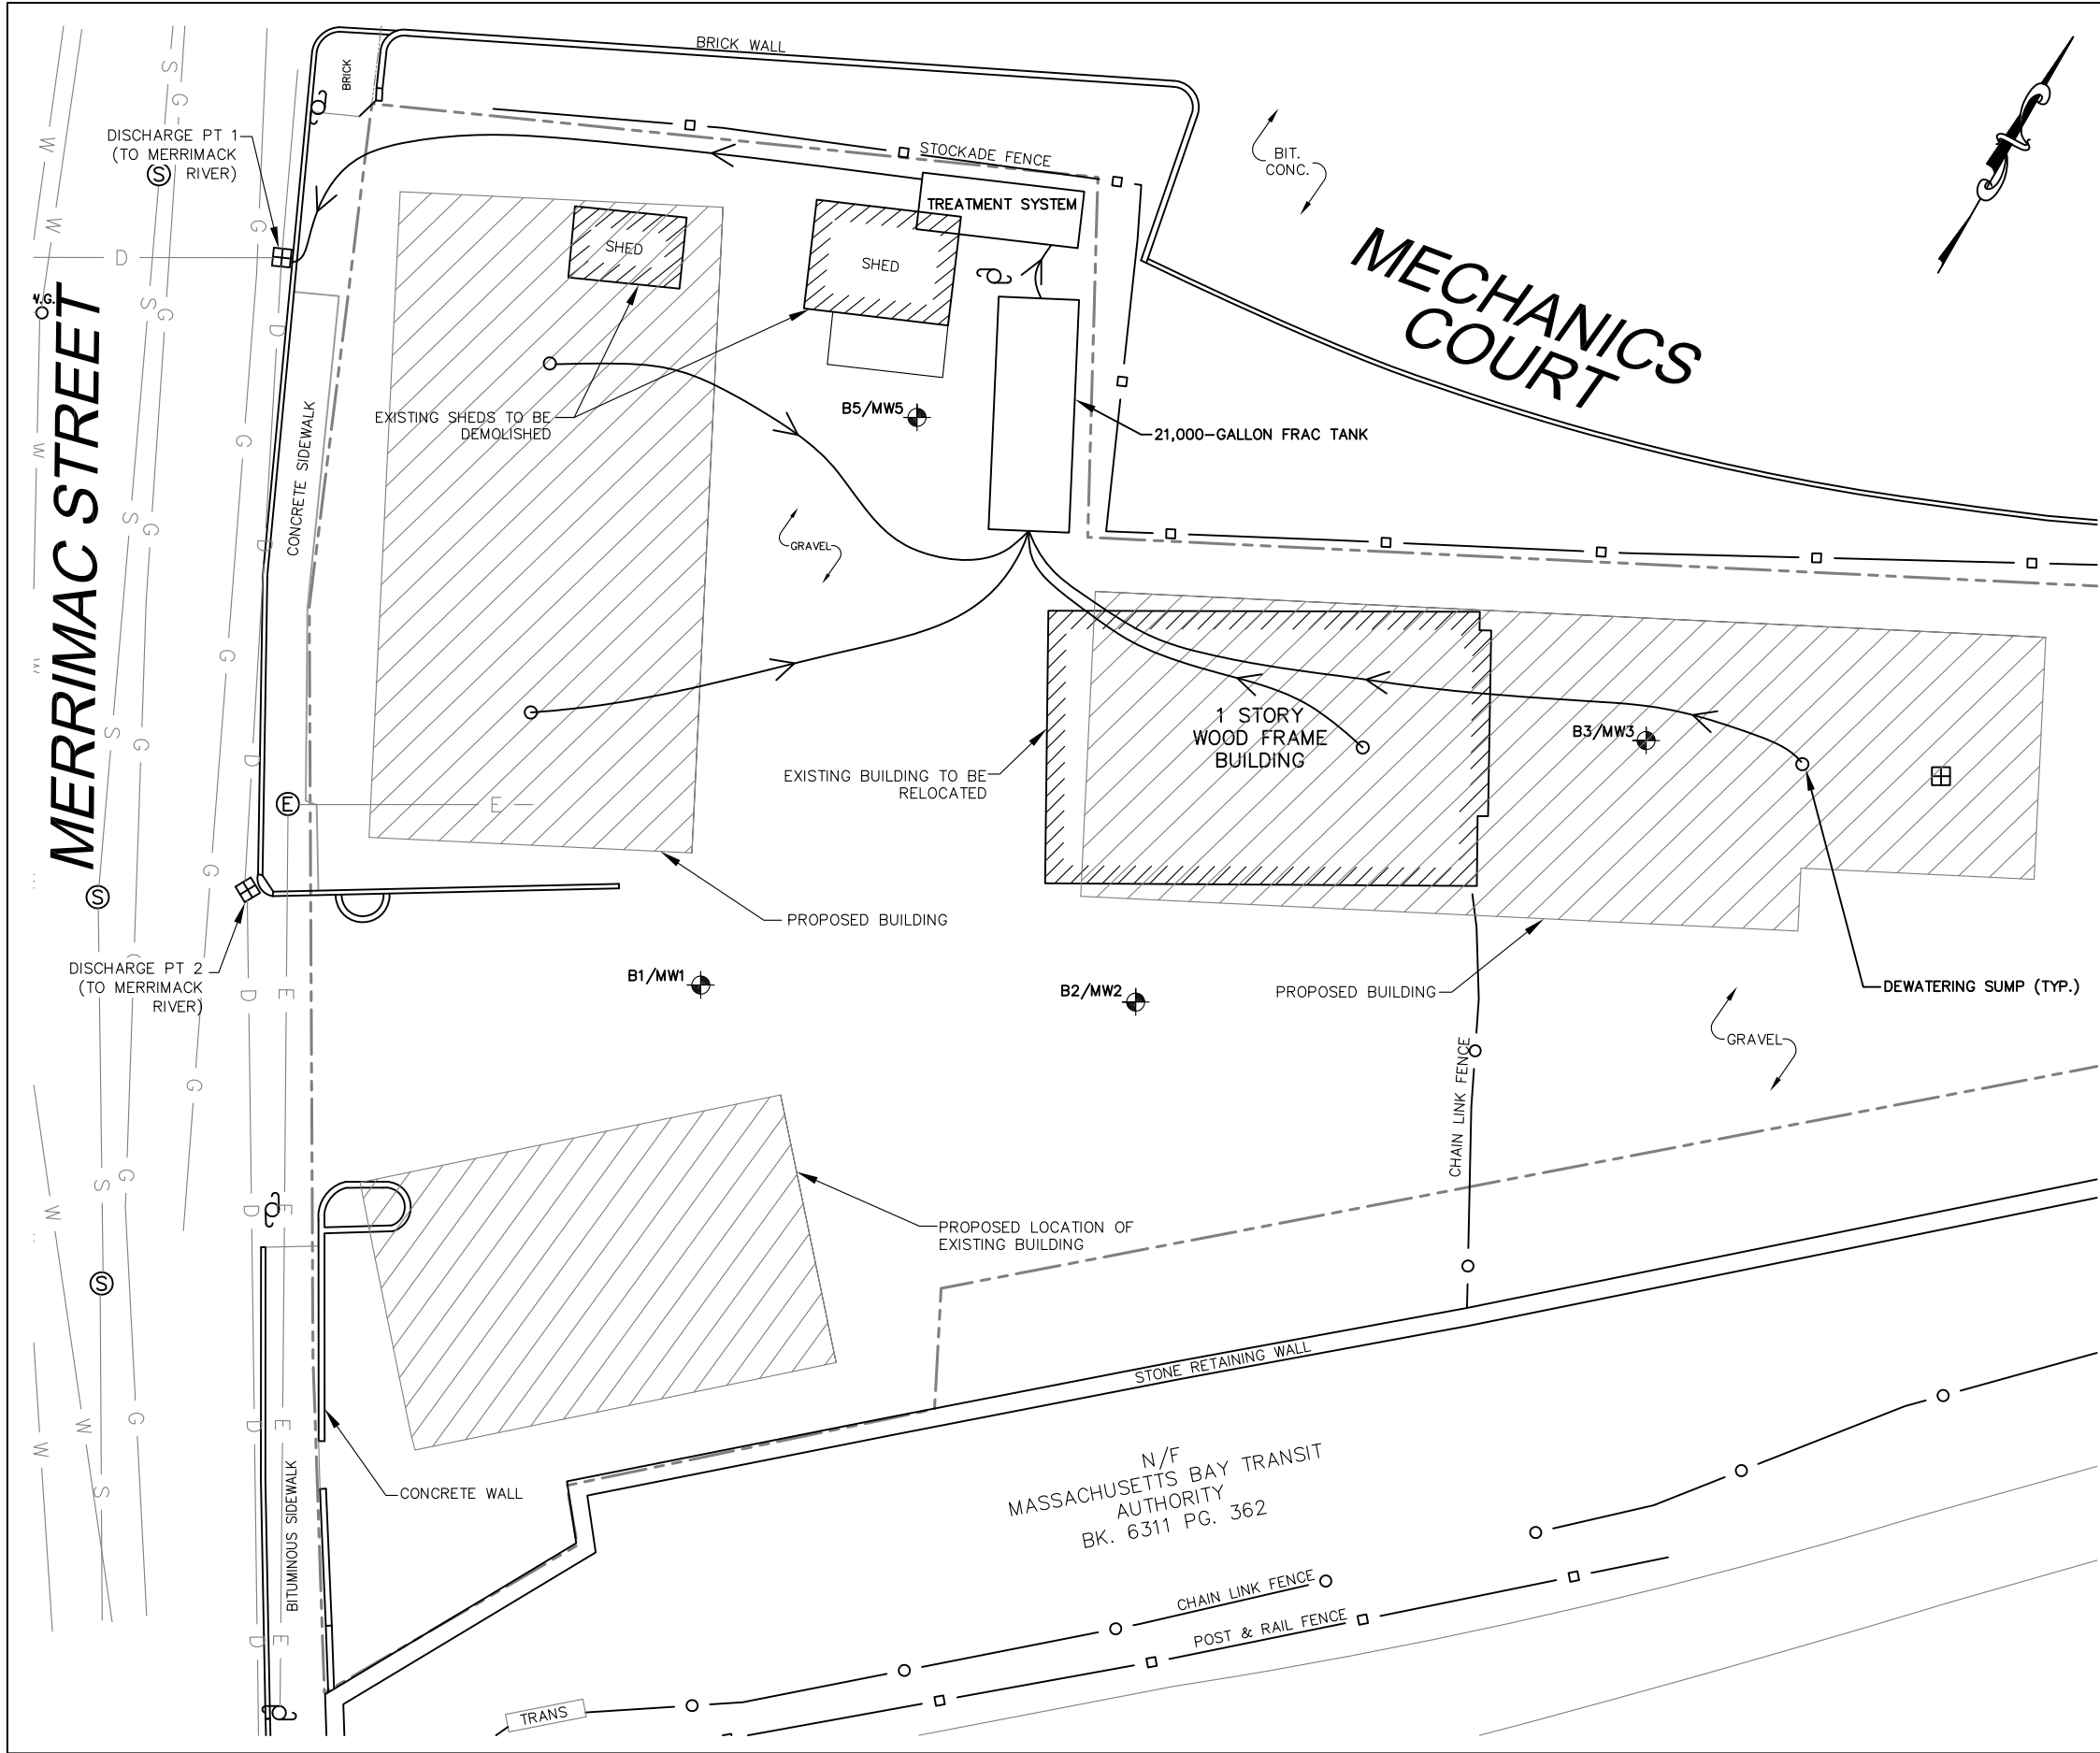 BRICK WALL
BRICK
DISCHARGE PT 1
(TO MERRIMACK
RIVER)
S
STOCKADE FENCE
BIT.
CONC.
TREATMENT SYSTEM
SHED
SHED
MECHANICS
COURT
MERRIMAC STREET
CONCRETE SIDEWALK
EXISTING SHEDS TO BE
DEMOLISHED
B5/MW5
21,000-GALLON FRAC TANK
GRAVEL
1 STORY
WOOD FRAME
BUILDING
B3/MW3
EXISTING BUILDING TO BE
RELOCATED
E
E
S
PROPOSED BUILDING
DISCHARGE PT 2
(TO MERRIMACK
RIVER)
B1/MW1
B2/MW2
PROPOSED BUILDING
DEWATERING SUMP (TYP.)
GRAVEL
CHAIN LINK FENCE
PROPOSED LOCATION OF
EXISTING BUILDING
S
STONE RETAINING WALL
CONCRETE WALL
BITUMINOUS SIDEWALK
N/F
MASSACHUSETTS BAY TRANSIT
AUTHORITY
BK. 6311 PG. 362
CHAIN LINK FENCE
POST & RAIL FENCE
TRANS